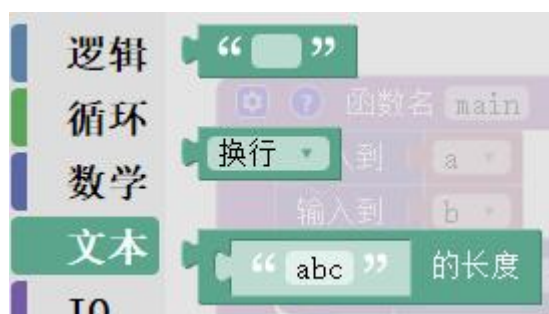 逻辑
循环
数学
文本
IO
“ ”
换行
“ abc ” 的长度
函数名 main
输入到 a
输入到 b